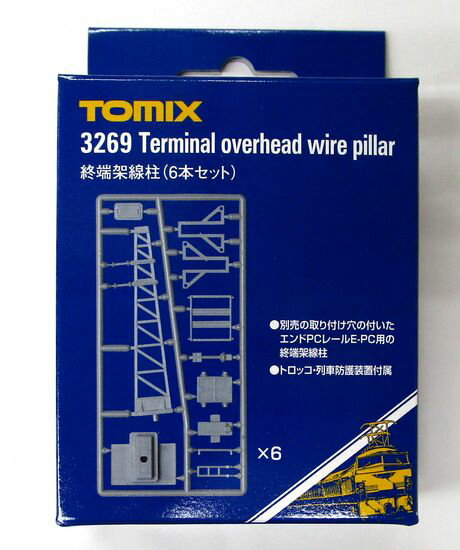 TOMIX
3269 Terminal overhead wire pillar
終端架線柱(6本セット)
●別売の取り付け穴の付いた
エンドPCレールE-PC用の
終端架線柱
●トロッコ・列車防護装置付属
×6